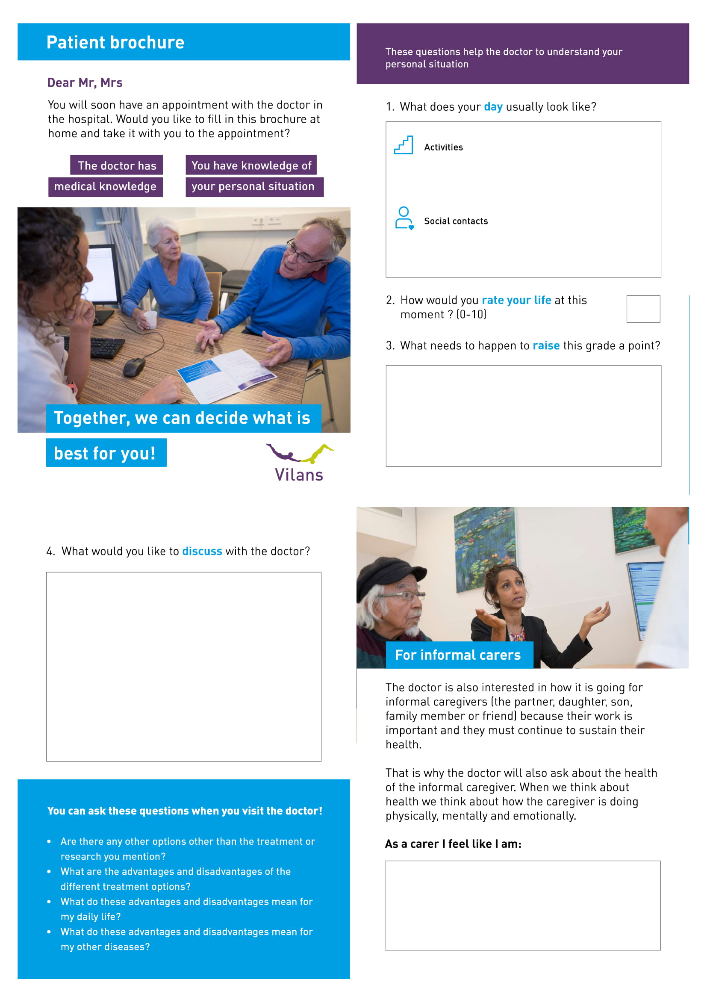 Patient brochure
Dear Mr, Mrs
You will soon have an appointment with the doctor in
the hospital. Would you like to fill in this brochure at
home and take it with you to the appointment?
The doctor has
medical knowledge
You have knowledge of
your personal situation
Together, we can decide what is
best for you!
Vilans
These questions help the doctor to understand your
personal situation
1. What does your day usually look like?
Activities
Social contacts
2. How would you rate your life at this
moment ? (0-10)
3. What needs to happen to raise this grade a point?
4. What would you like to discuss with the doctor?
You can ask these questions when you visit the doctor!
• Are there any other options other than the treatment or
research you mention?
• What are the advantages and disadvantages of the
different treatment options?
• What do these advantages and disadvantages mean for
my daily life?
• What do these advantages and disadvantages mean for
my other diseases?
For informal carers
The doctor is also interested in how it is going for
informal caregivers (the partner, daughter, son,
family member or friend) because their work is
important and they must continue to sustain their
health.
That is why the doctor will also ask about the health
of the informal caregiver. When we think about
health we think about how the caregiver is doing
physically, mentally and emotionally.
As a carer I feel like I am: